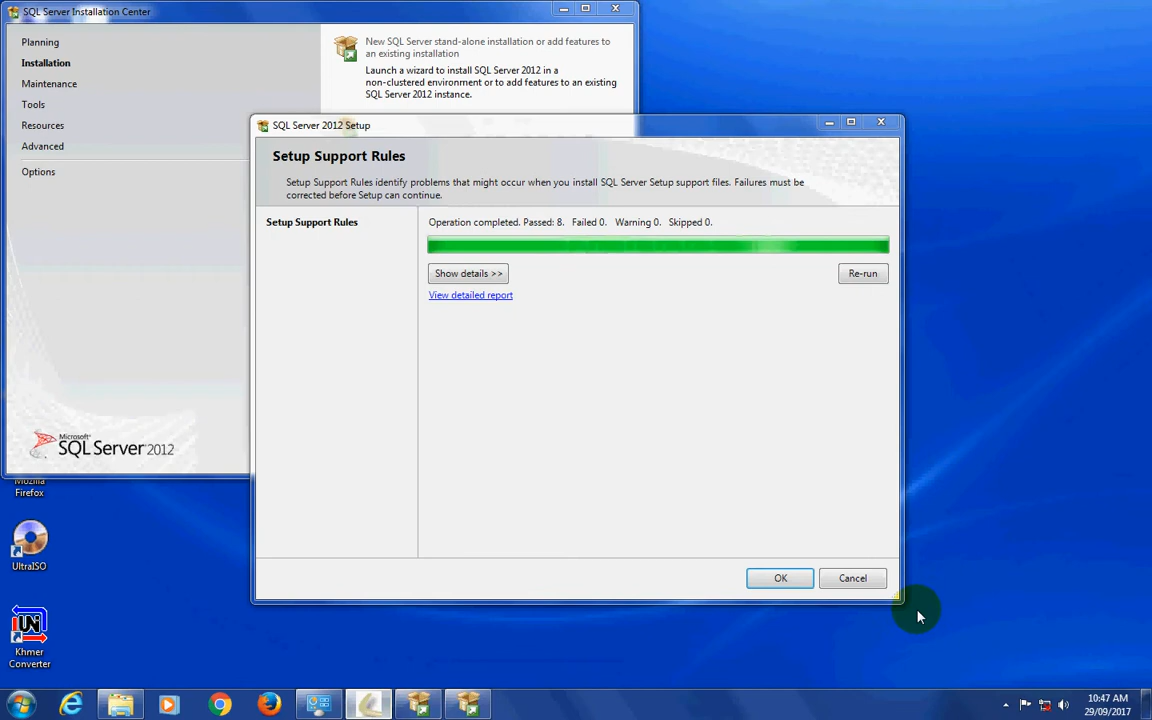 SQL Server Installation Center
Planning
Installation
Maintenance
Tools
Resources
Advanced
Options
New SQL Server stand-alone installation or add features to
an existing installation
Launch a wizard to install SQL Server 2012 in a
non-clustered environment or to add features to an existing
SQL Server 2012 instance.
Microsoft®
SQL Server® 2012
SQL Server 2012 Setup
Setup Support Rules
Setup Support Rules identify problems that might occur when you install SQL Server Setup support files. Failures must be
corrected before Setup can continue.
Setup Support Rules
Operation completed. Passed: 8. Failed 0. Warning 0. Skipped 0.
Show details >>
Re-run
View detailed report
OK
Cancel
Mozilla
Firefox
UltraISO
UNI
Khmer
Converter
10:47 AM
29/09/2017